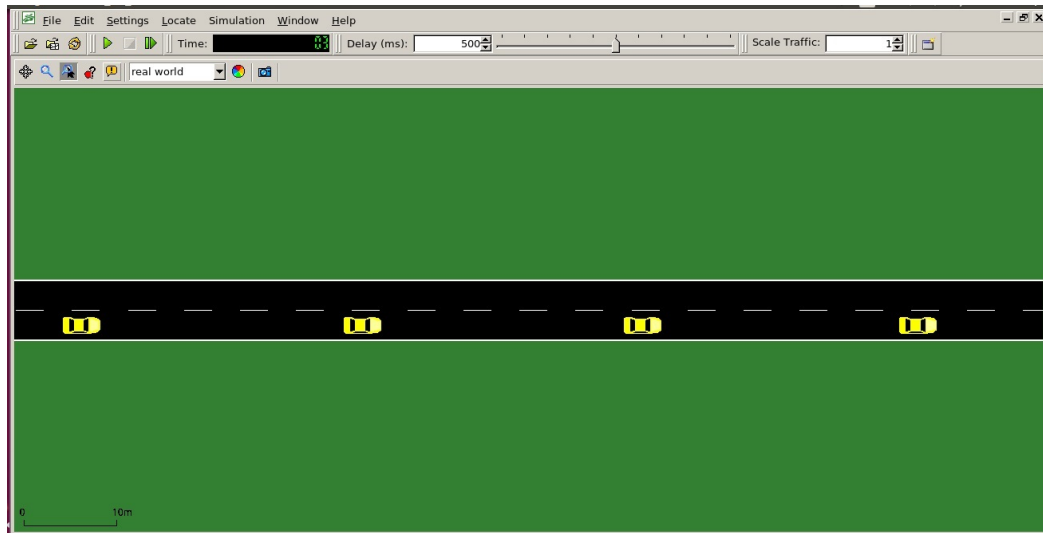 File Edit Settings Locate Simulation Window Help
Time: 03 Delay (ms): 500 Scale Traffic: 1
real world
0 10m